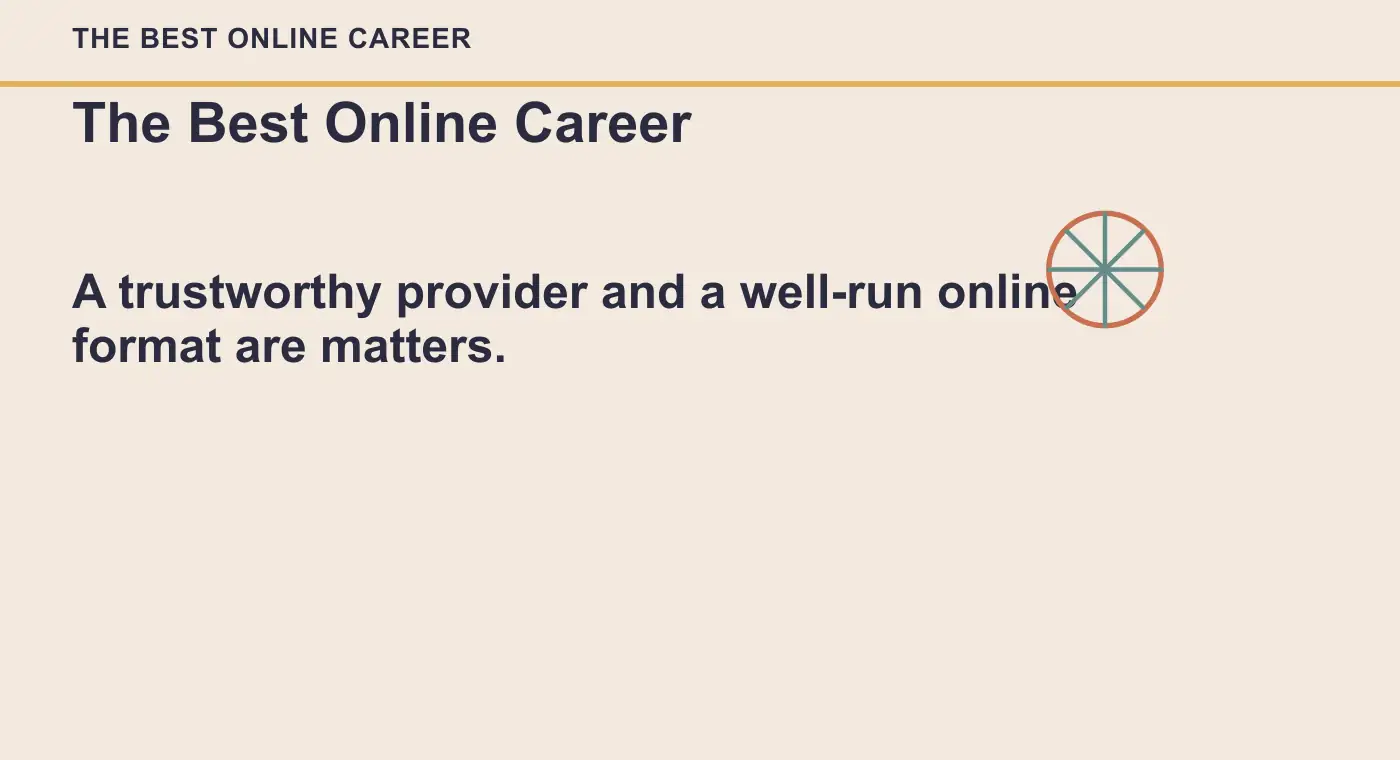 THE BEST ONLINE CAREER
The Best Online Career
A trustworthy provider and a well-run online
format are matters.